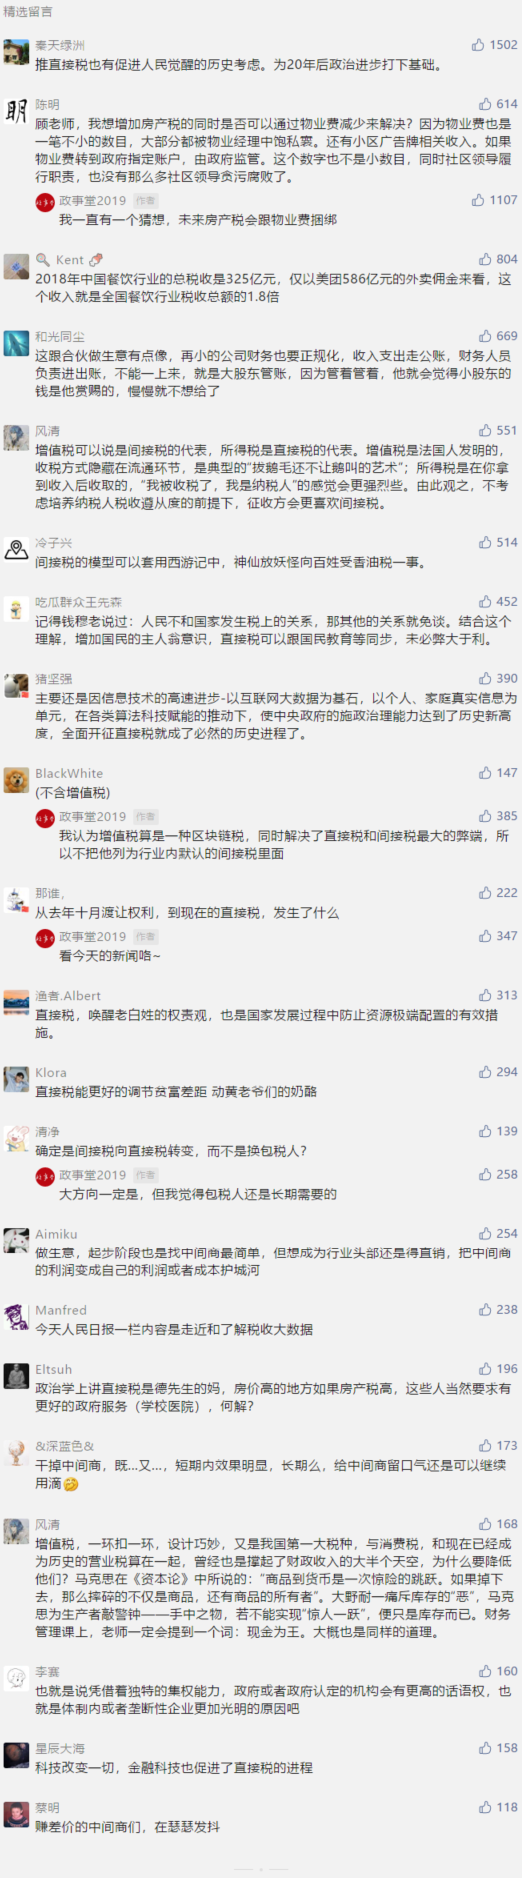 精选留言
秦天绿洲
1502
推直接税也有促进人民觉醒的历史考虑。为20年后政治进步打下基础。
陈明
614
顾老师，我想增加房产税的同时是否可以通过物业费减少来解决？因为物业费也是
一笔不小的数目，大部分都被物业经理中饱私囊。还有小区广告牌相关收入。如果
物业费转到政府指定账户，由政府监管。这个数字也不是小数目，同时社区领导履
行职责，也没有那么多社区领导贪污腐败了。
政事堂2019 作者
1107
我一直有一个猜想，未来房产税会跟物业费捆绑
Kent
804
2018年中国餐饮行业的总税收是325亿元，仅以美团586亿元的外卖佣金来看，这
个收入就是全国餐饮行业税收总额的1.8倍
和光同尘
669
这跟合伙做生意有点像，再小的公司财务也要正规化，收入支出走公账，财务人员
负责进出账，不能一上来，就是大股东管账，因为管着管着，他就会觉得小股东的
钱是他赏赐的，慢慢就不想给了
风清
551
增值税可以说是间接税的代表，所得税是直接税的代表。增值税是法国人发明的，
收税方式隐藏在流通环节，是典型的“拔鹅毛还不让鹅叫的艺术”；所得税是在你拿
到收入后收取的，“我被收税了，我是纳税人”的感觉会更强烈些。由此观之，不考
虑培养纳税人税收遵从度的前提下，征收方会更喜欢间接税。
冷子兴
514
间接税的模型可以套用西游记中，神仙放妖怪向百姓受香油税一事。
吃瓜群众王先森
452
记得钱穆老说过：人民不和国家发生税上的关系，那其他的关系就免谈。结合这个
理解，增加国民的主人翁意识，直接税可以跟国民教育等同步，未必弊大于利。
猪坚强
390
主要还是因信息技术的高速进步-以互联网大数据为基石，以个人、家庭真实信息为
单元，在各类算法科技赋能的推动下，使中央政府的施政治理能力达到了历史新高
度，全面开征直接税就成了必然的历史进程了。
BlackWhite
147
(不含增值税)
政事堂2019 作者
385
我认为增值税算是一种区块链税，同时解决了直接税和间接税最大的弊端，所
以不把他列为行业内默认的间接税里面
那谁，
222
从去年十月渡让权利，到现在的直接税，发生了什么
政事堂2019 作者
347
看今天的新闻咯~
渔者.Albert
313
直接税，唤醒老白姓的权责观，也是国家发展过程中防止资源极端配置的有效措
施。
Klora
294
直接税能更好的调节贫富差距 动黄老爷们的奶酪
清净
139
确定是间接税向直接税转变，而不是换包税人？
政事堂2019 作者
258
大方向一定是，但我觉得包税人还是长期需要的
Aimiku
254
做生意，起步阶段也是找中间商最简单，但想成为行业头部还是得直销，把中间商
的利润变成自己的利润或者成本护城河
Manfred
238
今天人民日报一栏内容是走近和了解税收大数据
Eltsuh
196
政治学上讲直接税是德先生的妈，房价高的地方如果房产税高，这些人当然要求有
更好的政府服务（学校医院），何解？
&深蓝色&
173
干掉中间商，既...又...，短期内效果明显，长期么，给中间商留口气还是可以继续
用滴
风清
168
增值税，一环扣一环，设计巧妙，又是我国第一大税种，与消费税，和现在已经成
为历史的营业税算在一起，曾经也是撑起了财政收入的大半个天空，为什么要降低
他们？马克思在《资本论》中所说的：“商品到货币是一次惊险的跳跃。如果掉下
去，那么摔碎的不仅是商品，还有商品的所有者”。大野耐一痛斥库存的“恶”，马克
思为生产者敲警钟——手中之物，若不能实现“惊人一跃”，便只是库存而已。财务
管理课上，老师一定会提到一个词：现金为王。大概也是同样的道理。
李赛
160
也就是说凭借着独特的集权能力，政府或者政府认定的机构会有更高的话语权，也
就是体制内或者垄断性企业更加光明的原因吧
星辰大海
158
科技改变一切，金融科技也促进了直接税的进程
蔡明
118
赚差价的中间商们，在瑟瑟发抖